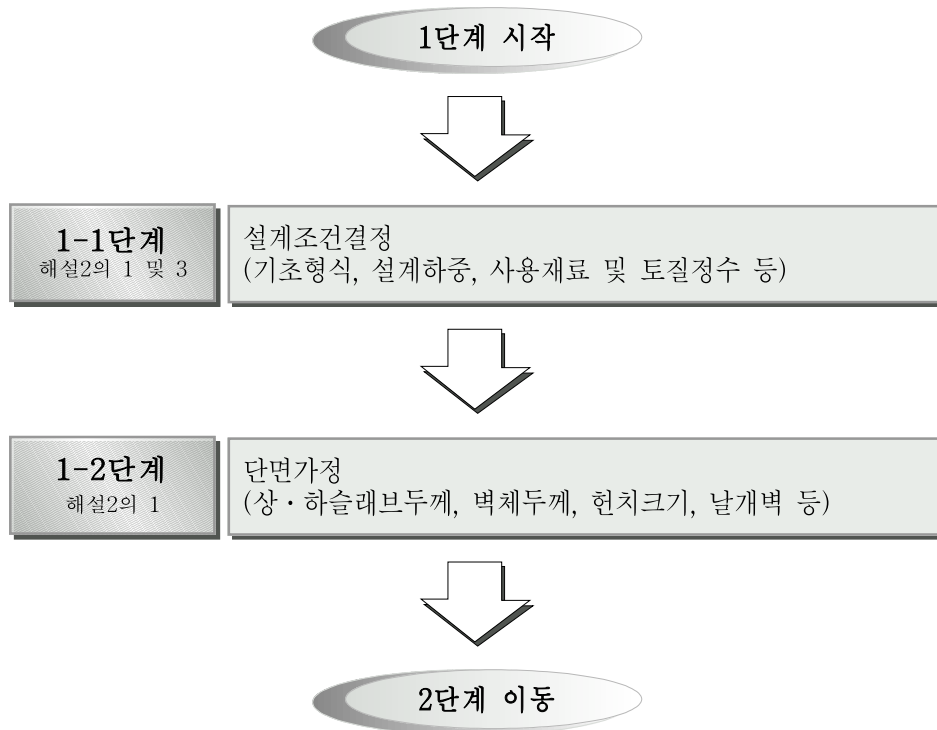 1단계 시작
1-1단계
해설2의 1 및 3
설계조건결정
(기초형식, 설계하중, 사용재료 및 토질정수 등)
1-2단계
해설2의 1
단면가정
(상·하슬래브두께, 벽체두께, 헌치크기, 날개벽 등)
2단계 이동